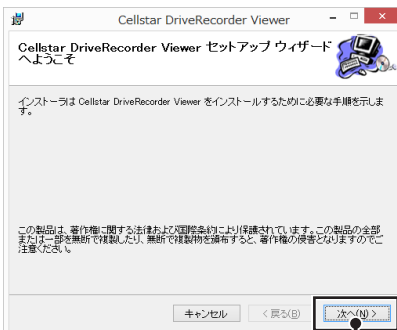 Cellstar DriveRecorder Viewer
Cellstar DriveRecorder Viewer セットアップ ウィザード
へようこそ
インストーラは Cellstar DriveRecorder Viewer をインストールするために必要な手順を示しま
す。
この製品は、著作権に関する法律および国際条約により保護されています。この製品の全部
または一部を無断で複製したり、無断で複製物を頒布すると、著作権の侵害となりますのでご
注意ください。
キャンセル
< 戻る(B)
次へ(N) >